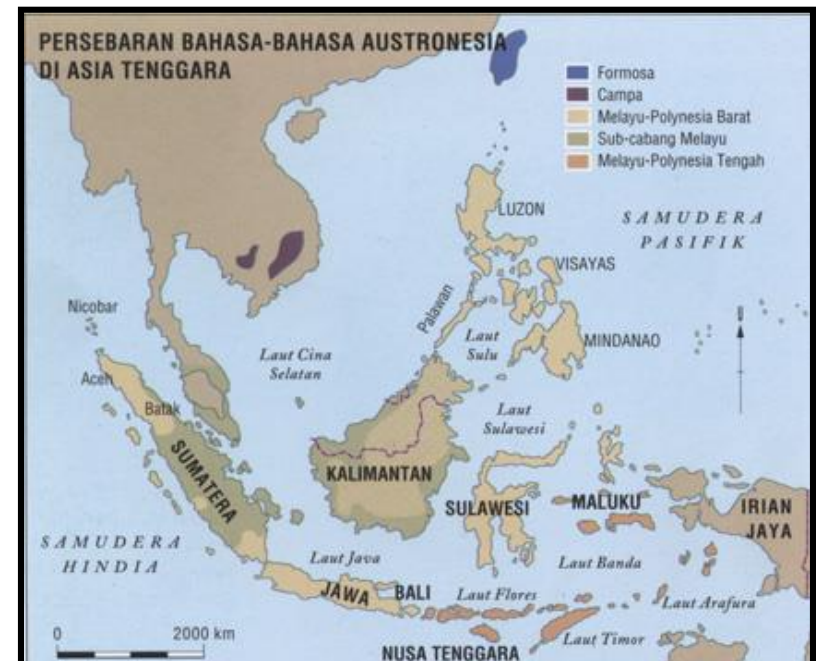 PERSEBARAN BAHASA-BAHASA AUSTRONESIA
DI ASIA TENGGARA
Formosa
Campa
Melayu-Polynesia Barat
Sub-cabang Melayu
Melayu-Polynesia Tengah
LUZON
SAMUDERA
PASIFIK
VISAYAS
Palawan
Nicobar
Laut
Sulu
MINDANAO
Laut Cina
Selatan
Aceh
Batak
Laut
Sulawesi
SUMATERA
KALIMANTAN
SULAWESI
MALUKU
IRIAN
JAYA
SAMUDERA
HINDIA
Laut Jawa
Laut Banda
JAWA
BALI
Laut Flores
Laut Arafura
0 2000 km
Laut Timor
NUSA TENGGARA